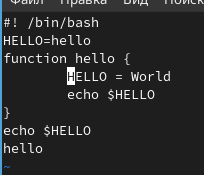 Файл Правка Вид Поиск
#! /bin/bash
HELLO=hello
function hello {
        HELLO = World
        echo $HELLO
}
echo $HELLO
hello
~